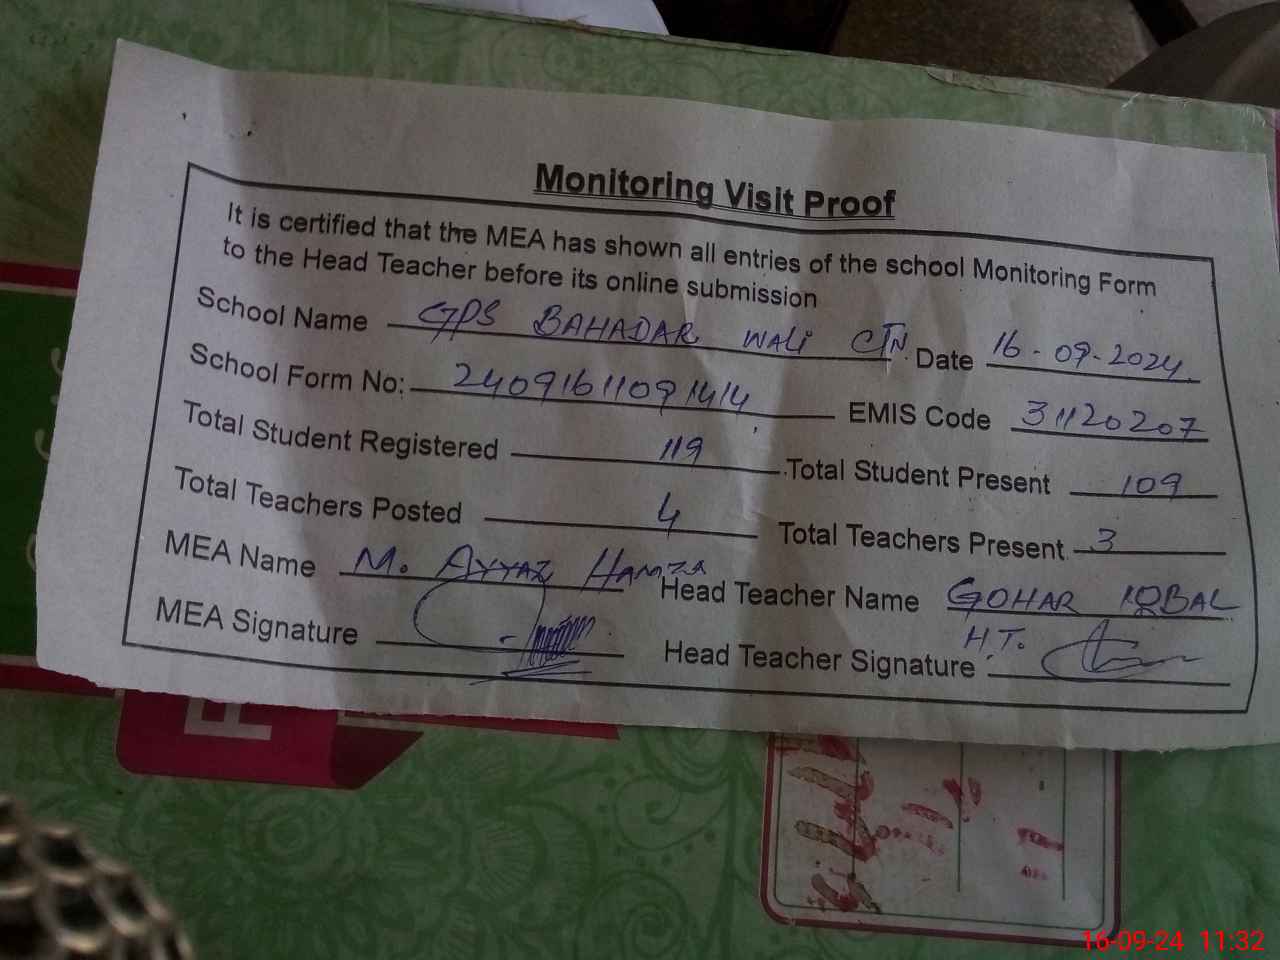 Monitoring Visit Proof
It is certified that the MEA has shown all entries of the school Monitoring Form
to the Head Teacher before its online submission
School Name GPS BAHADAR WALI CTN Date 16-09-2024
School Form No: 24091611091414 EMIS Code 31120207
Total Student Registered 119 Total Student Present 109
Total Teachers Posted 4 Total Teachers Present 3
MEA Name M. AYYAZ HAMZA Head Teacher Name GOHAR IQBAL
MEA Signature Head Teacher Signature H.T.
16-09-24 11:32